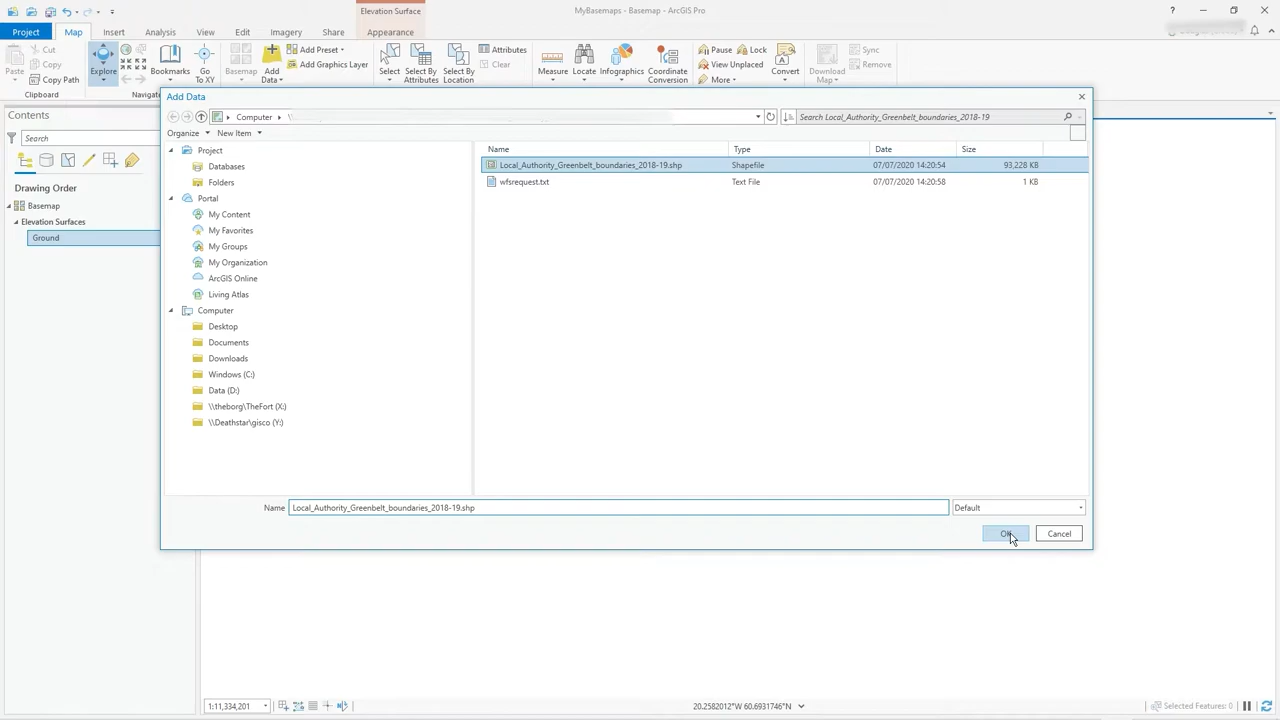 MyBasemaps - Basemap - ArcGIS Pro
Elevation Surface
?
Project Map Insert Analysis View Edit Imagery Share Appearance
Cut
Copy
Copy Path
Paste
Clipboard
Explore
Bookmarks
Go To XY
Basemap
Add Data
Add Preset
Add Graphics Layer
Select
Select By Attributes
Select By Location
Attributes
Clear
Measure
Locate
Infographics
Coordinate Conversion
Pause
Lock
View Unplaced
More
Convert
Download Map
Sync
Remove
Contents
Search
Drawing Order
Basemap
Elevation Surfaces
Ground
Add Data
Computer \\
Search Local_Authority_Greenbelt_boundaries_2018-19
Organize New Item
Project
Databases
Folders
Portal
My Content
My Favorites
My Groups
My Organization
ArcGIS Online
Living Atlas
Computer
Desktop
Documents
Downloads
Windows (C:)
Data (D:)
\\theborg\TheFort (X:)
\\Deathstar\gisco (Y:)
Name Type Date Size
Local_Authority_Greenbelt_boundaries_2018-19.shp Shapefile 07/07/2020 14:20:54 93,228 KB
wfsrequest.txt Text File 07/07/2020 14:20:58 1 KB
Name Local_Authority_Greenbelt_boundaries_2018-19.shp Default
OK Cancel
1:11,334,201 20.2582012°W 60.6931746°N Selected Features: 0